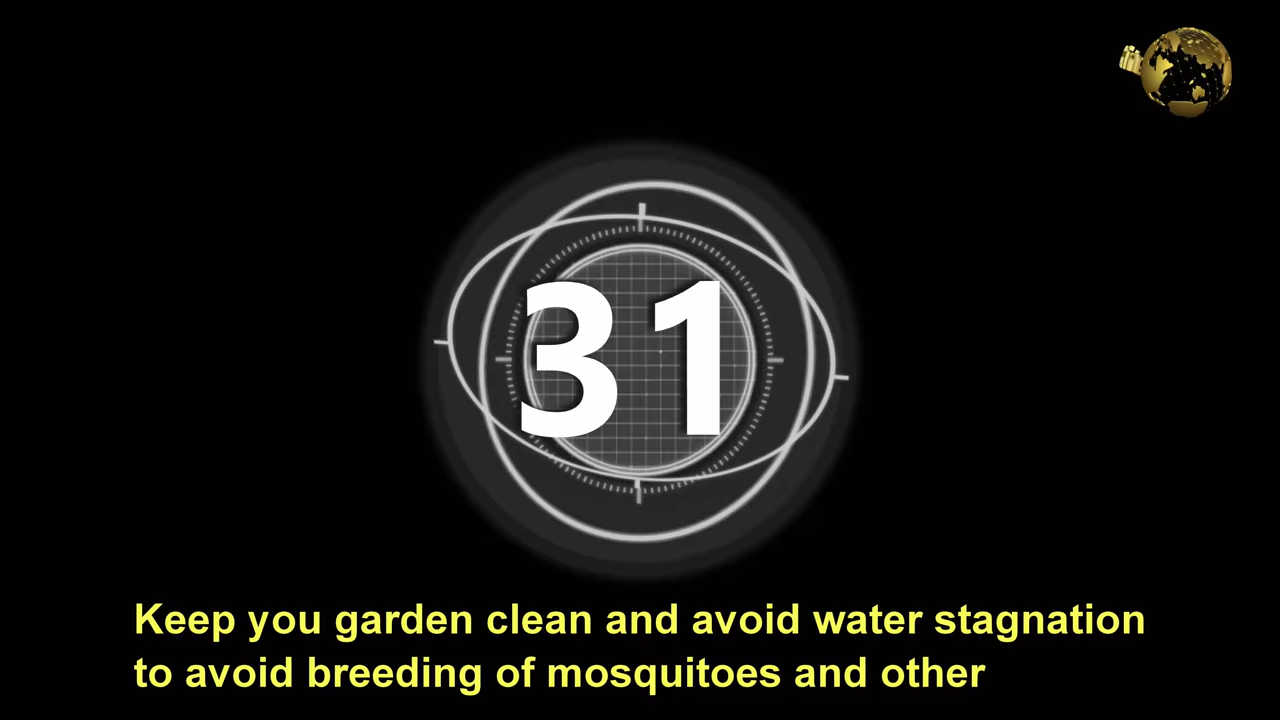 31
Keep you garden clean and avoid water stagnation
to avoid breeding of mosquitoes and other